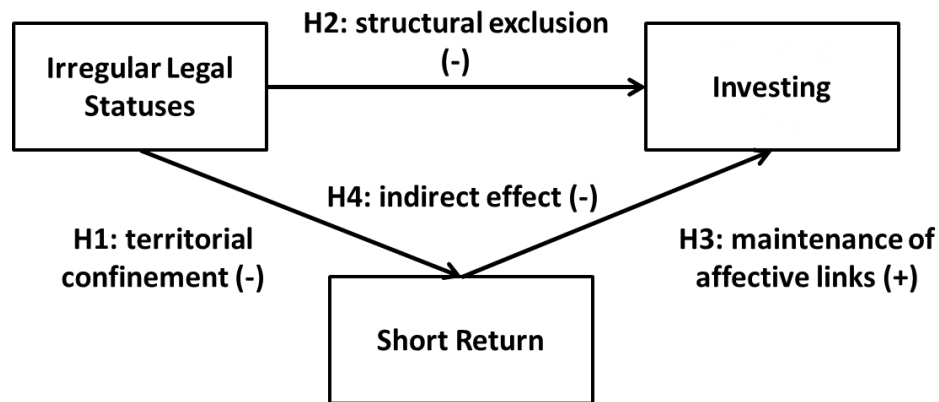 H2: structural exclusion
(-)
Irregular Legal
Statuses
Investing
H4: indirect effect (-)
H1: territorial
confinement (-)
H3: maintenance of
affective links (+)
Short Return